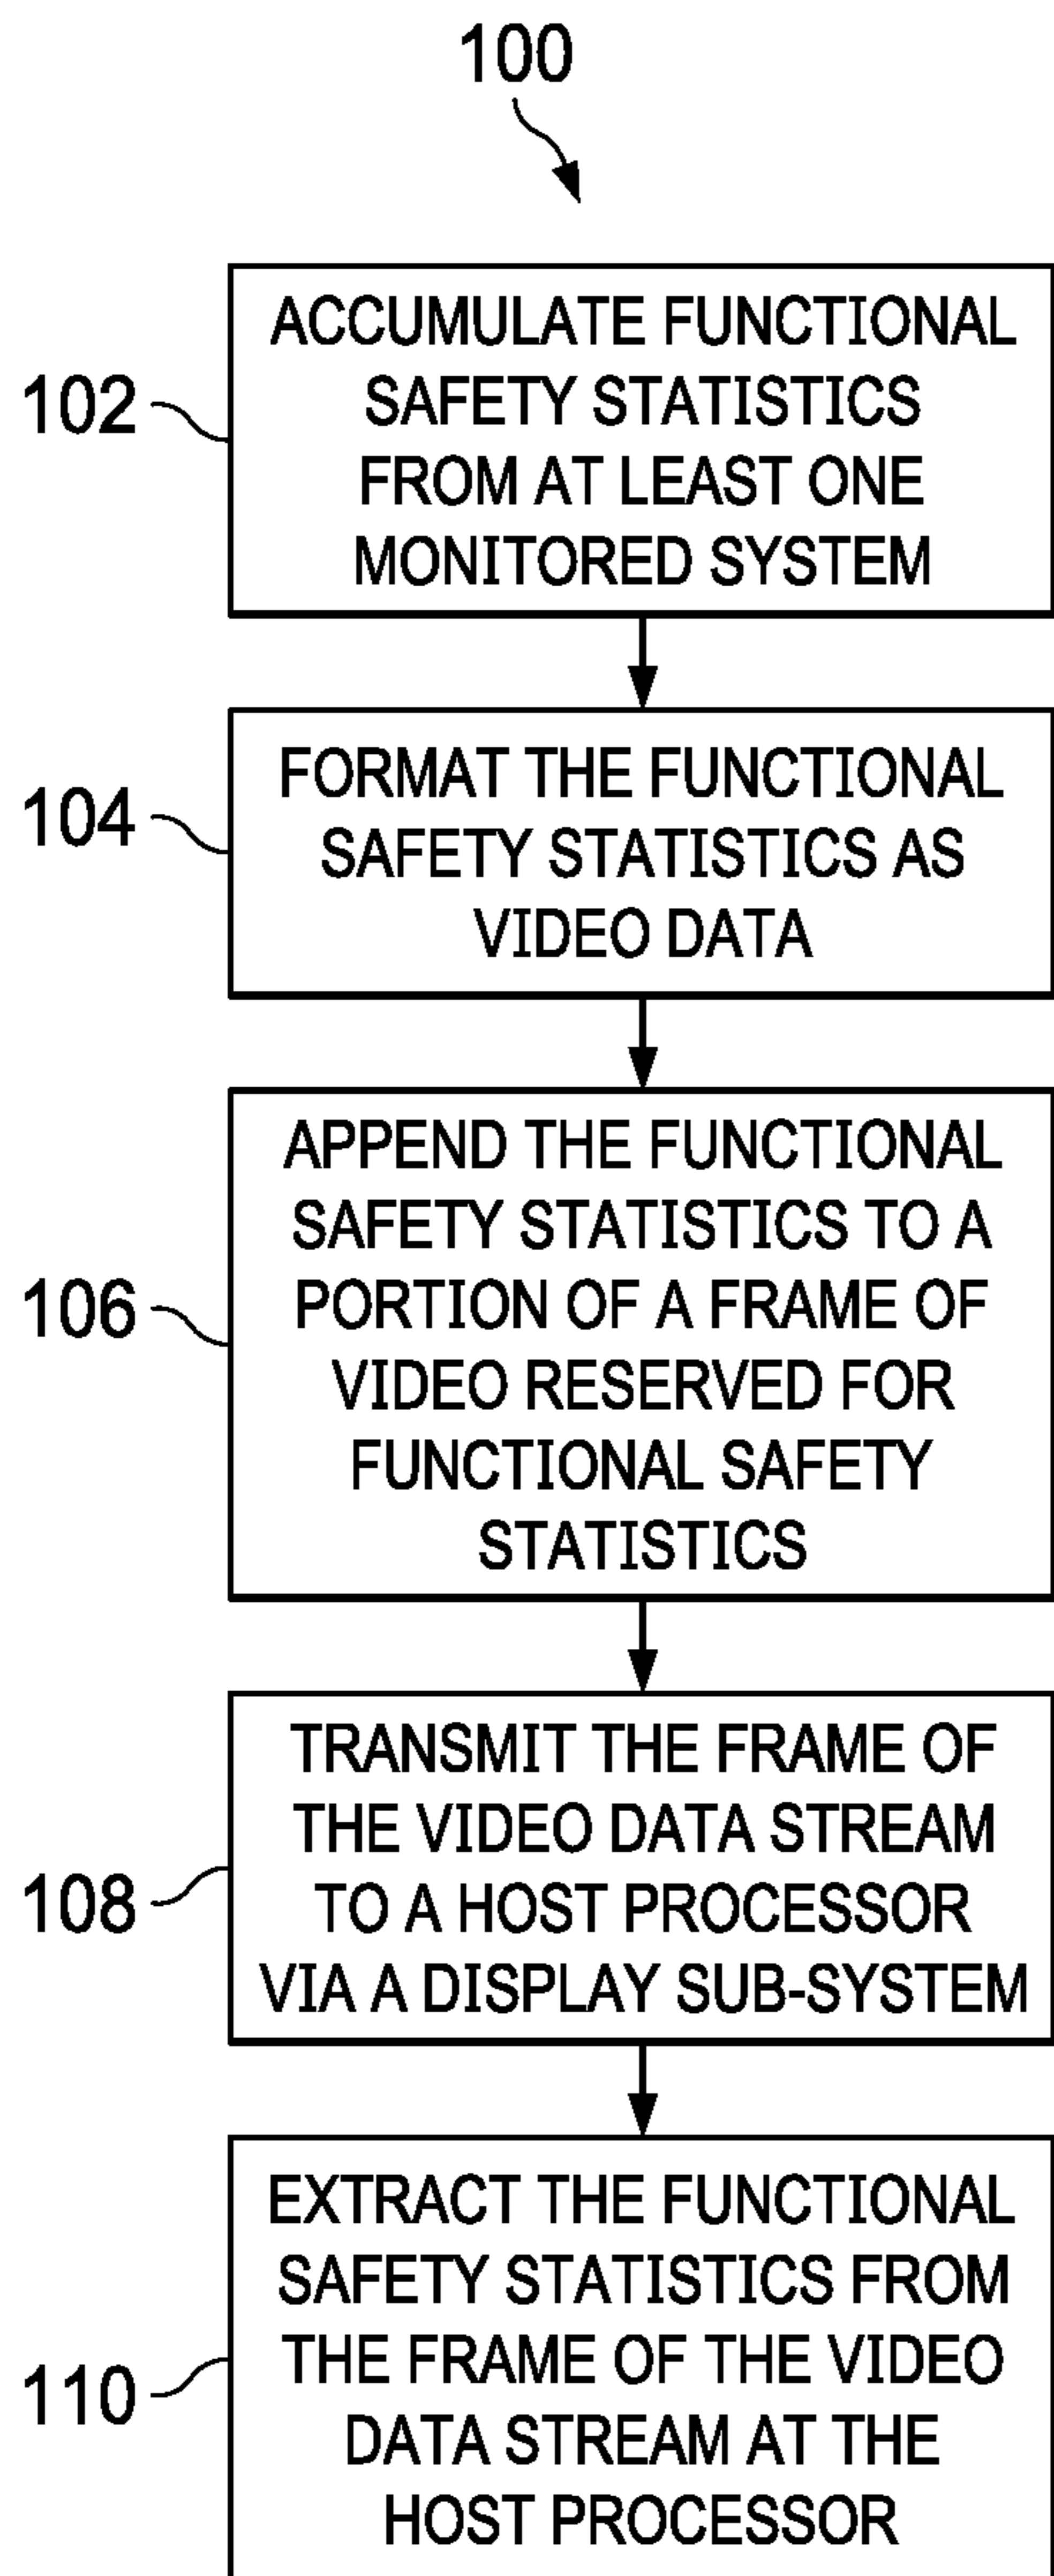 100
102
ACCUMULATE FUNCTIONAL
SAFETY STATISTICS
FROM AT LEAST ONE
MONITORED SYSTEM
104
FORMAT THE FUNCTIONAL
SAFETY STATISTICS AS
VIDEO DATA
106
APPEND THE FUNCTIONAL
SAFETY STATISTICS TO A
PORTION OF A FRAME OF
VIDEO RESERVED FOR
FUNCTIONAL SAFETY
STATISTICS
108
TRANSMIT THE FRAME OF
THE VIDEO DATA STREAM
TO A HOST PROCESSOR
VIA A DISPLAY SUB-SYSTEM
110
EXTRACT THE FUNCTIONAL
SAFETY STATISTICS FROM
THE FRAME OF THE VIDEO
DATA STREAM AT THE
HOST PROCESSOR